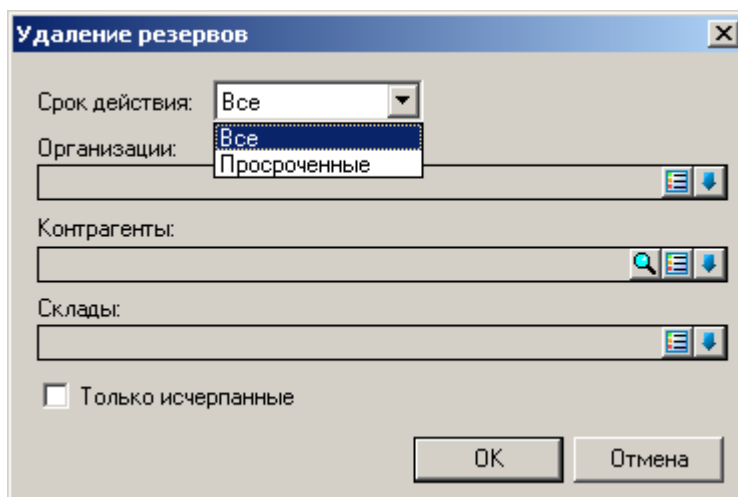 Удаление резервов
Срок действия: Все
Все
Организации:
Просроченные
Контрагенты:
Склады:
Только исчерпанные
OK Отмена